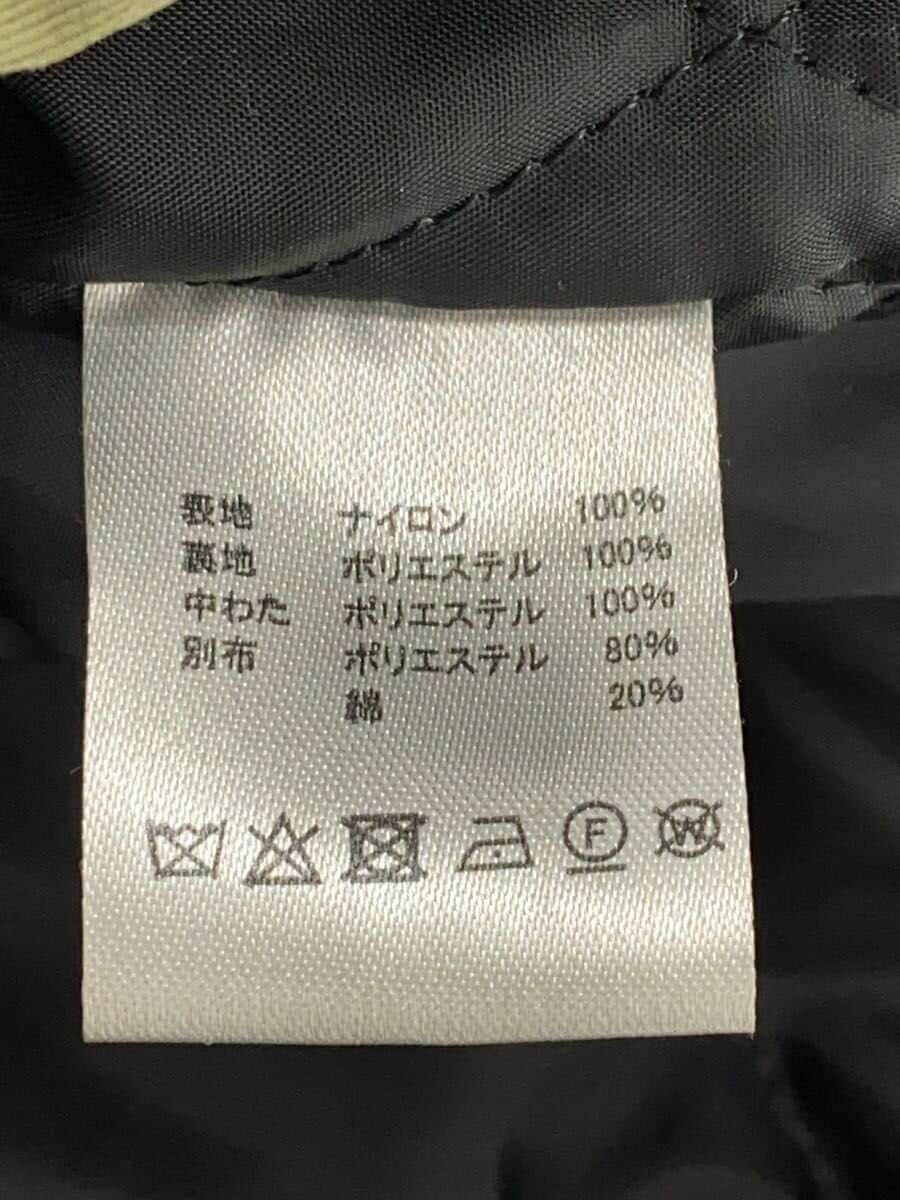 表地 ナイロン 100%
裏地 ポリエステル 100%
中わた ポリエステル 100%
別布 ポリエステル 80%
綿 20%
F W